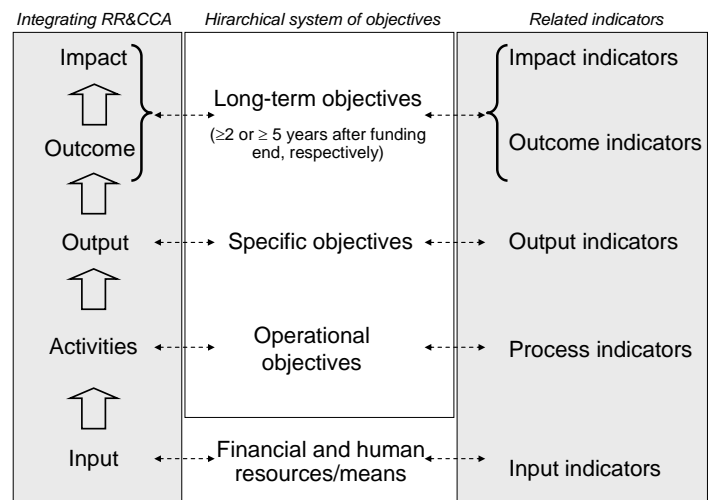 Integrating RR&CCA
Hirarchical system of objectives
Related indicators
Impact
Outcome
Long-term objectives
(≥2 or ≥ 5 years after funding
end, respectively)
Impact indicators
Outcome indicators
Output
Specific objectives
Output indicators
Activities
Operational
objectives
Process indicators
Input
Financial and human
resources/means
Input indicators